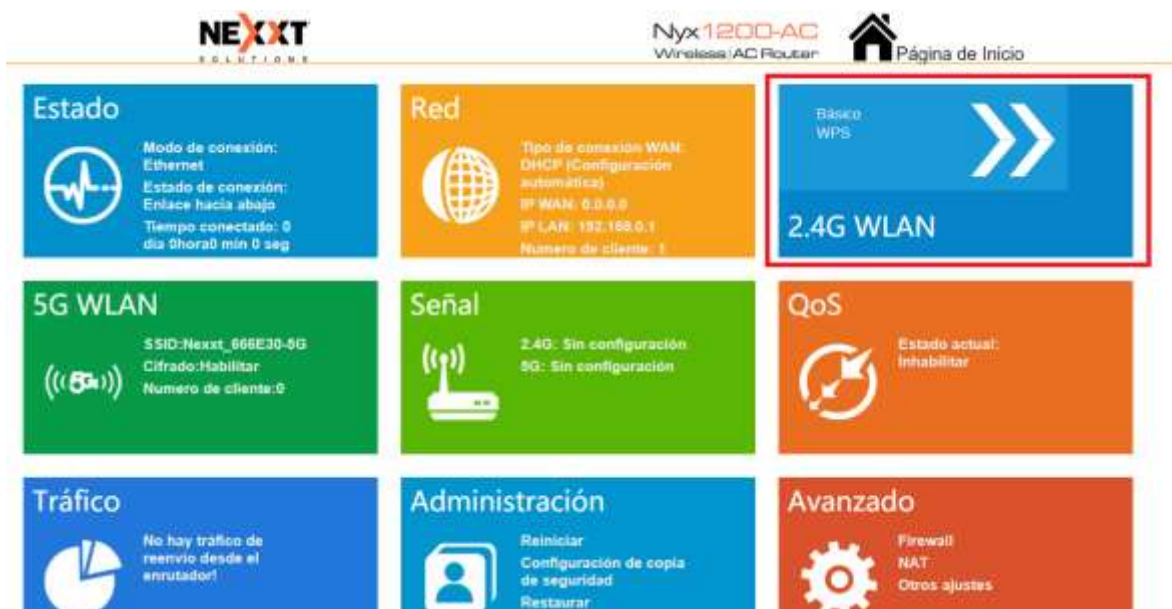 NEXXT
SOLUTIONS
Nyx1200-AC
Wireless AC Router
Página de Inicio
Estado
Modo de conexión:
Ethernet
Estado de conexión:
Enlace hacia abajo
Tiempo conectado: 0
dia 0hora0 min 0 seg
Red
Tipo de conexión WAN:
DHCP (Configuración
automática)
IP WAN: 0.0.0.0
IP LAN: 192.168.0.1
Numero de cliente: 1
Básico
WPS
2.4G WLAN
5G WLAN
5G
SSID:Nexxt_666E30-5G
Cifrado:Habilitar
Numero de cliente:0
Señal
2.4G: Sin configuración
5G: Sin configuración
QoS
Estado actual:
Inhabilitar
Tráfico
No hay tráfico de
reenvio desde el
enrutador!
Administración
Reiniciar
Configuración de copia
de seguridad
Restaurar
Avanzado
Firewall
NAT
Otros ajustes